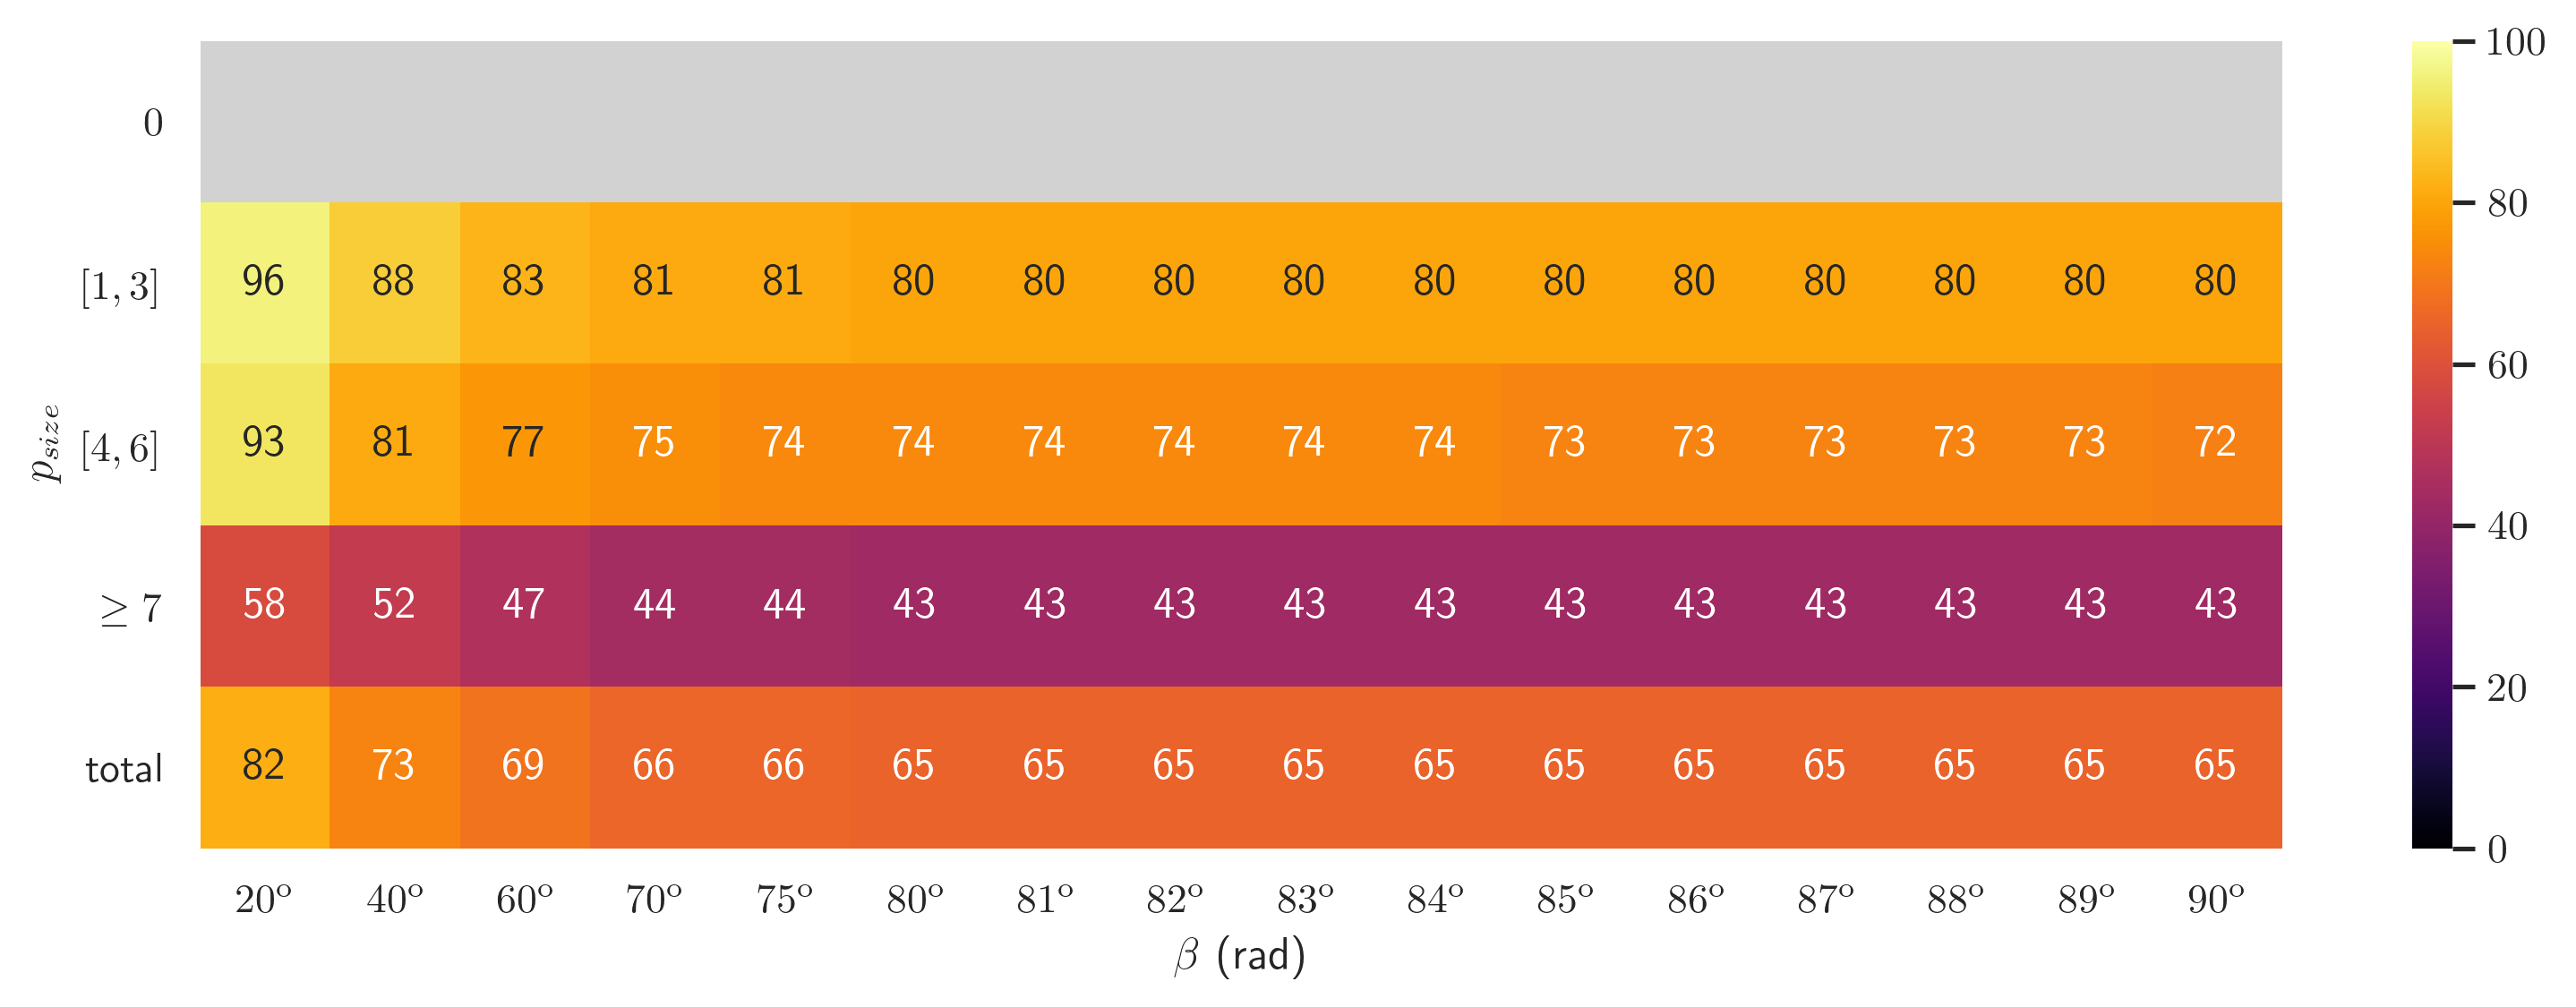 100
0
80
[1, 3] 96 88 83 81 81 80 80 80 80 80 80 80 80 80 80 80
60
p_size
[4, 6] 93 81 77 75 74 74 74 74 74 74 73 73 73 73 73 72
40
≥ 7 58 52 47 44 44 43 43 43 43 43 43 43 43 43 43 43
20
total 82 73 69 66 66 65 65 65 65 65 65 65 65 65 65 65
0
20° 40° 60° 70° 75° 80° 81° 82° 83° 84° 85° 86° 87° 88° 89° 90°
β (rad)